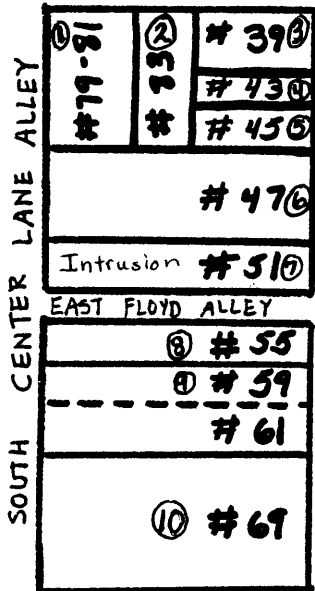 SOUTH CENTER LANE ALLEY
① #79-81
② #83
# 39 ③
# 43 ④
# 45 ⑤
# 47 ⑥
Intrusion # 51 ⑦
EAST FLOYD ALLEY
⑧ # 55
⑨ # 59
# 61
⑩ # 69